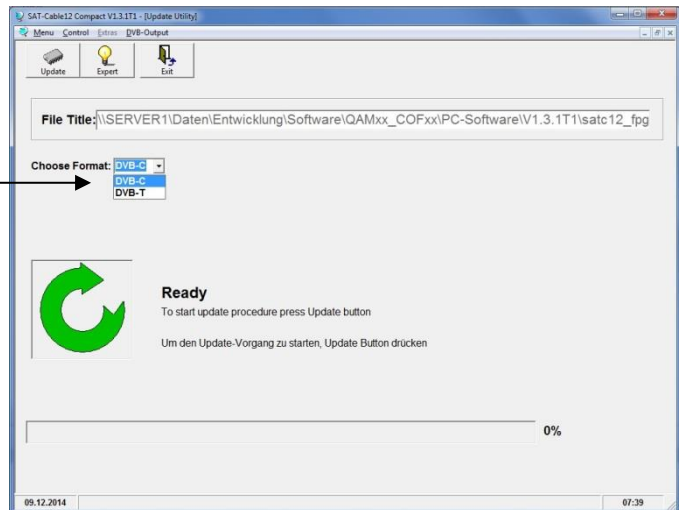 SAT-Cable12 Compact V1.3.1T1 - [Update Utility]
Menu Control Extras DVB-Output
Update Expert Exit
File Title: \\SERVER1\Daten\Entwicklung\Software\QAMxx_COFxx\PC-Software\V1.3.1T1\satc12_fpg
Choose Format: DVB-C
DVB-C
DVB-T
Ready
To start update procedure press Update button
Um den Update-Vorgang zu starten, Update Button drücken
0%
09.12.2014 07:39